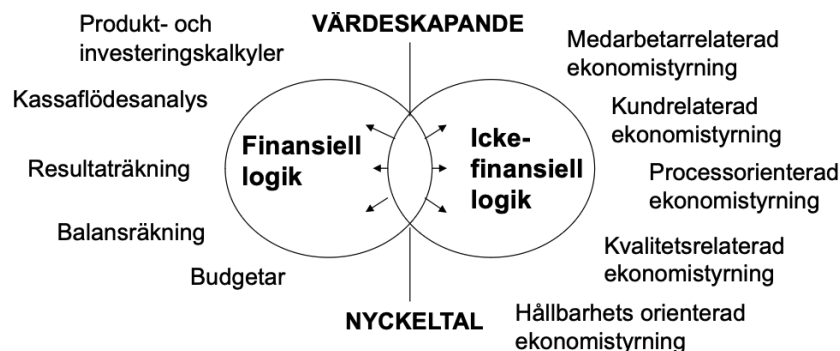 Produkt- och
investeringskalkyler
VÄRDESKAPANDE
Medarbetarrelaterad
ekonomistyrning
Kassaflödesanalys
Kundrelaterad
ekonomistyrning
Finansiell
logik
Icke-
finansiell
logik
Resultaträkning
Processorienterad
ekonomistyrning
Balansräkning
Kvalitetsrelaterad
ekonomistyrning
Budgetar
NYCKELTAL
Hållbarhets orienterad
ekonomistyrning